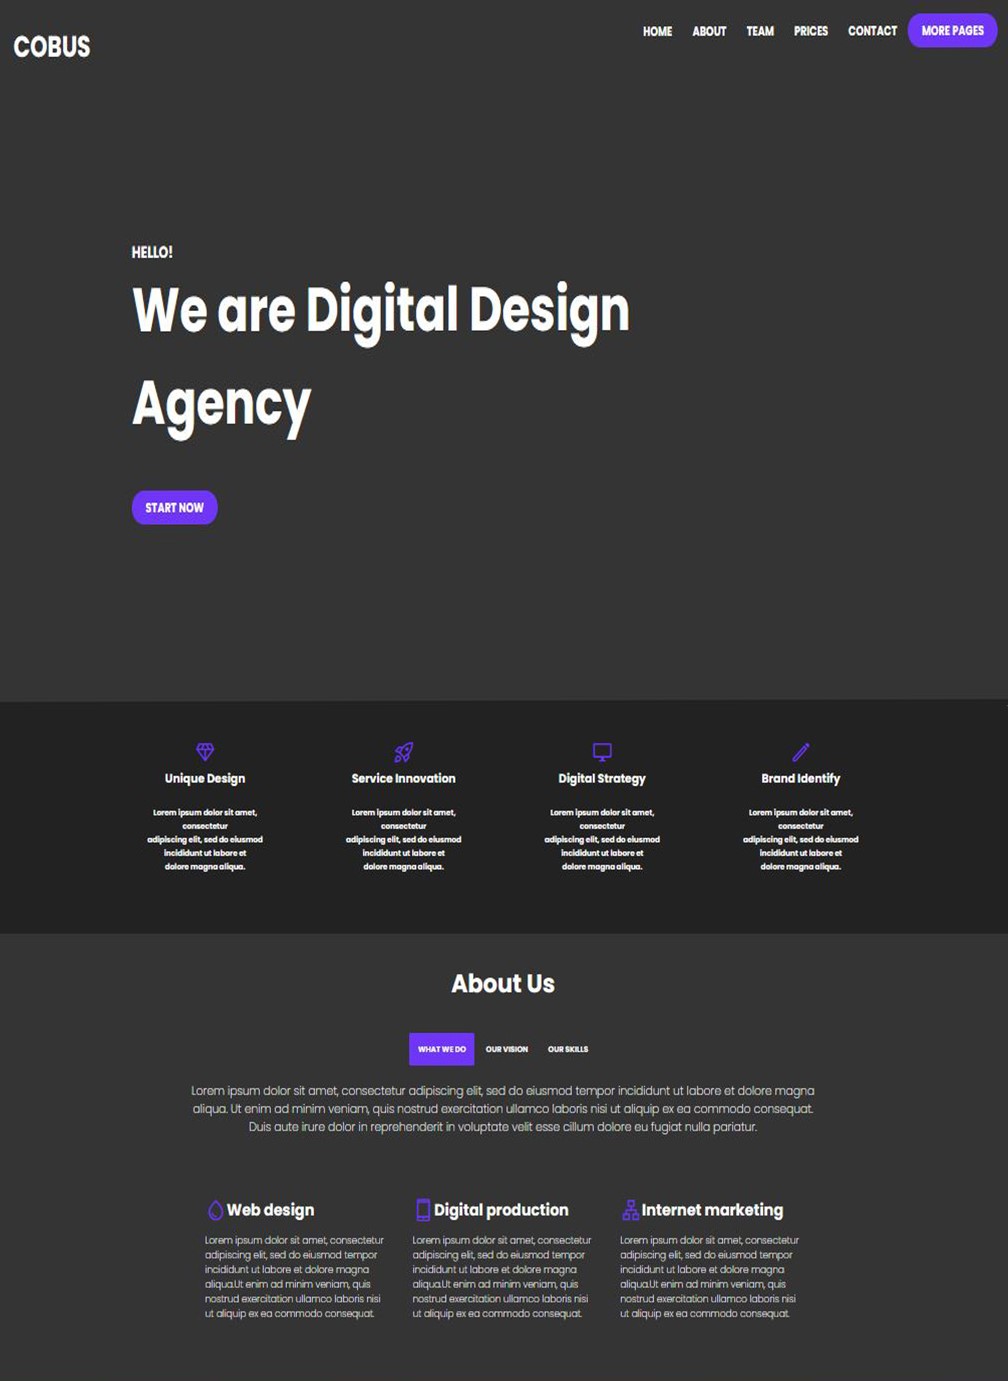 COBUS
HOME ABOUT TEAM PRICES CONTACT MORE PAGES
HELLO!
We are Digital Design
Agency
START NOW
Unique Design
Lorem ipsum dolor sit amet,
consectetur
adipiscing elit, sed do eiusmod
incididunt ut labore et
dolore magna aliqua.
Service Innovation
Lorem ipsum dolor sit amet,
consectetur
adipiscing elit, sed do eiusmod
incididunt ut labore et
dolore magna aliqua.
Digital Strategy
Lorem ipsum dolor sit amet,
consectetur
adipiscing elit, sed do eiusmod
incididunt ut labore et
dolore magna aliqua.
Brand Identify
Lorem ipsum dolor sit amet,
consectetur
adipiscing elit, sed do eiusmod
incididunt ut labore et
dolore magna aliqua.
About Us
WHAT WE DO OUR VISION OUR SKILLS
Lorem ipsum dolor sit amet, consectetur adipiscing elit, sed do eiusmod tempor incididunt ut labore et dolore magna
aliqua. Ut enim ad minim veniam, quis nostrud exercitation ullamco laboris nisi ut aliquip ex ea commodo consequat.
Duis aute irure dolor in reprehenderit in voluptate velit esse cillum dolore eu fugiat nulla pariatur.
Web design
Lorem ipsum dolor sit amet, consectetur
adipiscing elit, sed do eiusmod tempor
incididunt ut labore et dolore magna
aliqua.Ut enim ad minim veniam, quis
nostrud exercitation ullamco laboris nisi
ut aliquip ex ea commodo consequat.
Digital production
Lorem ipsum dolor sit amet, consectetur
adipiscing elit, sed do eiusmod tempor
incididunt ut labore et dolore magna
aliqua.Ut enim ad minim veniam, quis
nostrud exercitation ullamco laboris nisi
ut aliquip ex ea commodo consequat.
Internet marketing
Lorem ipsum dolor sit amet, consectetur
adipiscing elit, sed do eiusmod tempor
incididunt ut labore et dolore magna
aliqua.Ut enim ad minim veniam, quis
nostrud exercitation ullamco laboris nisi
ut aliquip ex ea commodo consequat.